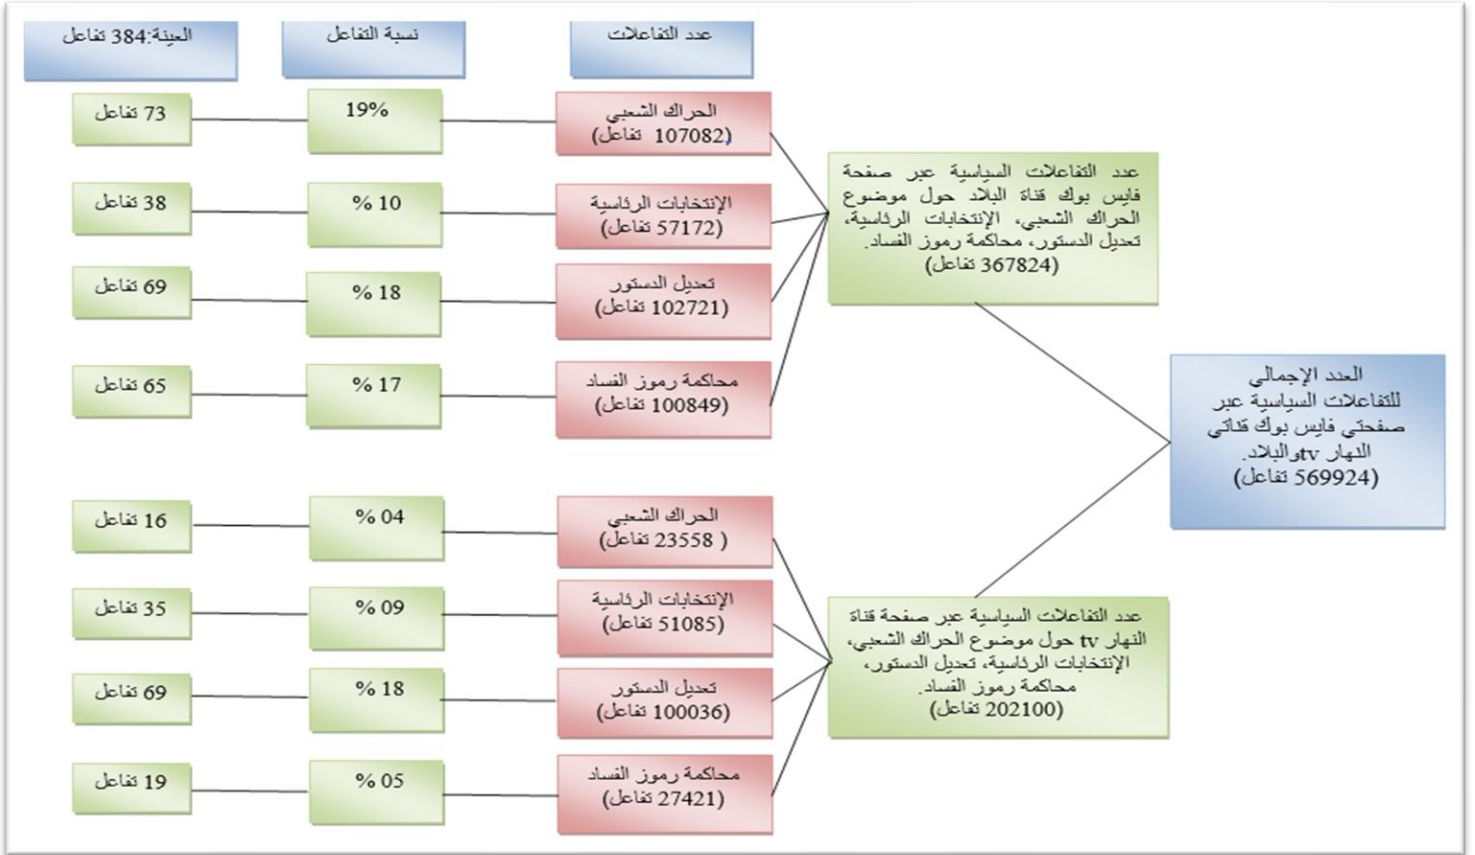 عدد التفاعلات
نسبة التفاعل
العينة:384 تفاعل
العدد الإجمالي
للتفاعلات السياسية عبر
صفحتي فايس بوك قناتي
النهار tvوالبلاد.
(569924 تفاعل)
عدد التفاعلات السياسية عبر صفحة
فايس بوك قناة البلاد حول موضوع
الحراك الشعبي، الإنتخابات الرئاسية،
تعديل الدستور، محاكمة رموز الفساد.
(367824 تفاعل)
الحراك الشعبي
(107082 تفاعل)
19%
73 تفاعل
الإنتخابات الرئاسية
(57172 تفاعل)
10 %
38 تفاعل
تعديل الدستور
(102721 تفاعل)
18 %
69 تفاعل
محاكمة رموز الفساد
(100849 تفاعل)
17 %
65 تفاعل
عدد التفاعلات السياسية عبر صفحة قناة
النهار tv حول موضوع الحراك الشعبي،
الإنتخابات الرئاسية، تعديل الدستور،
محاكمة رموز الفساد.
(202100 تفاعل)
الحراك الشعبي
( 23558 تفاعل)
04 %
16 تفاعل
الإنتخابات الرئاسية
(51085 تفاعل)
09 %
35 تفاعل
تعديل الدستور
(100036 تفاعل)
18 %
69 تفاعل
محاكمة رموز الفساد
(27421 تفاعل)
05 %
19 تفاعل